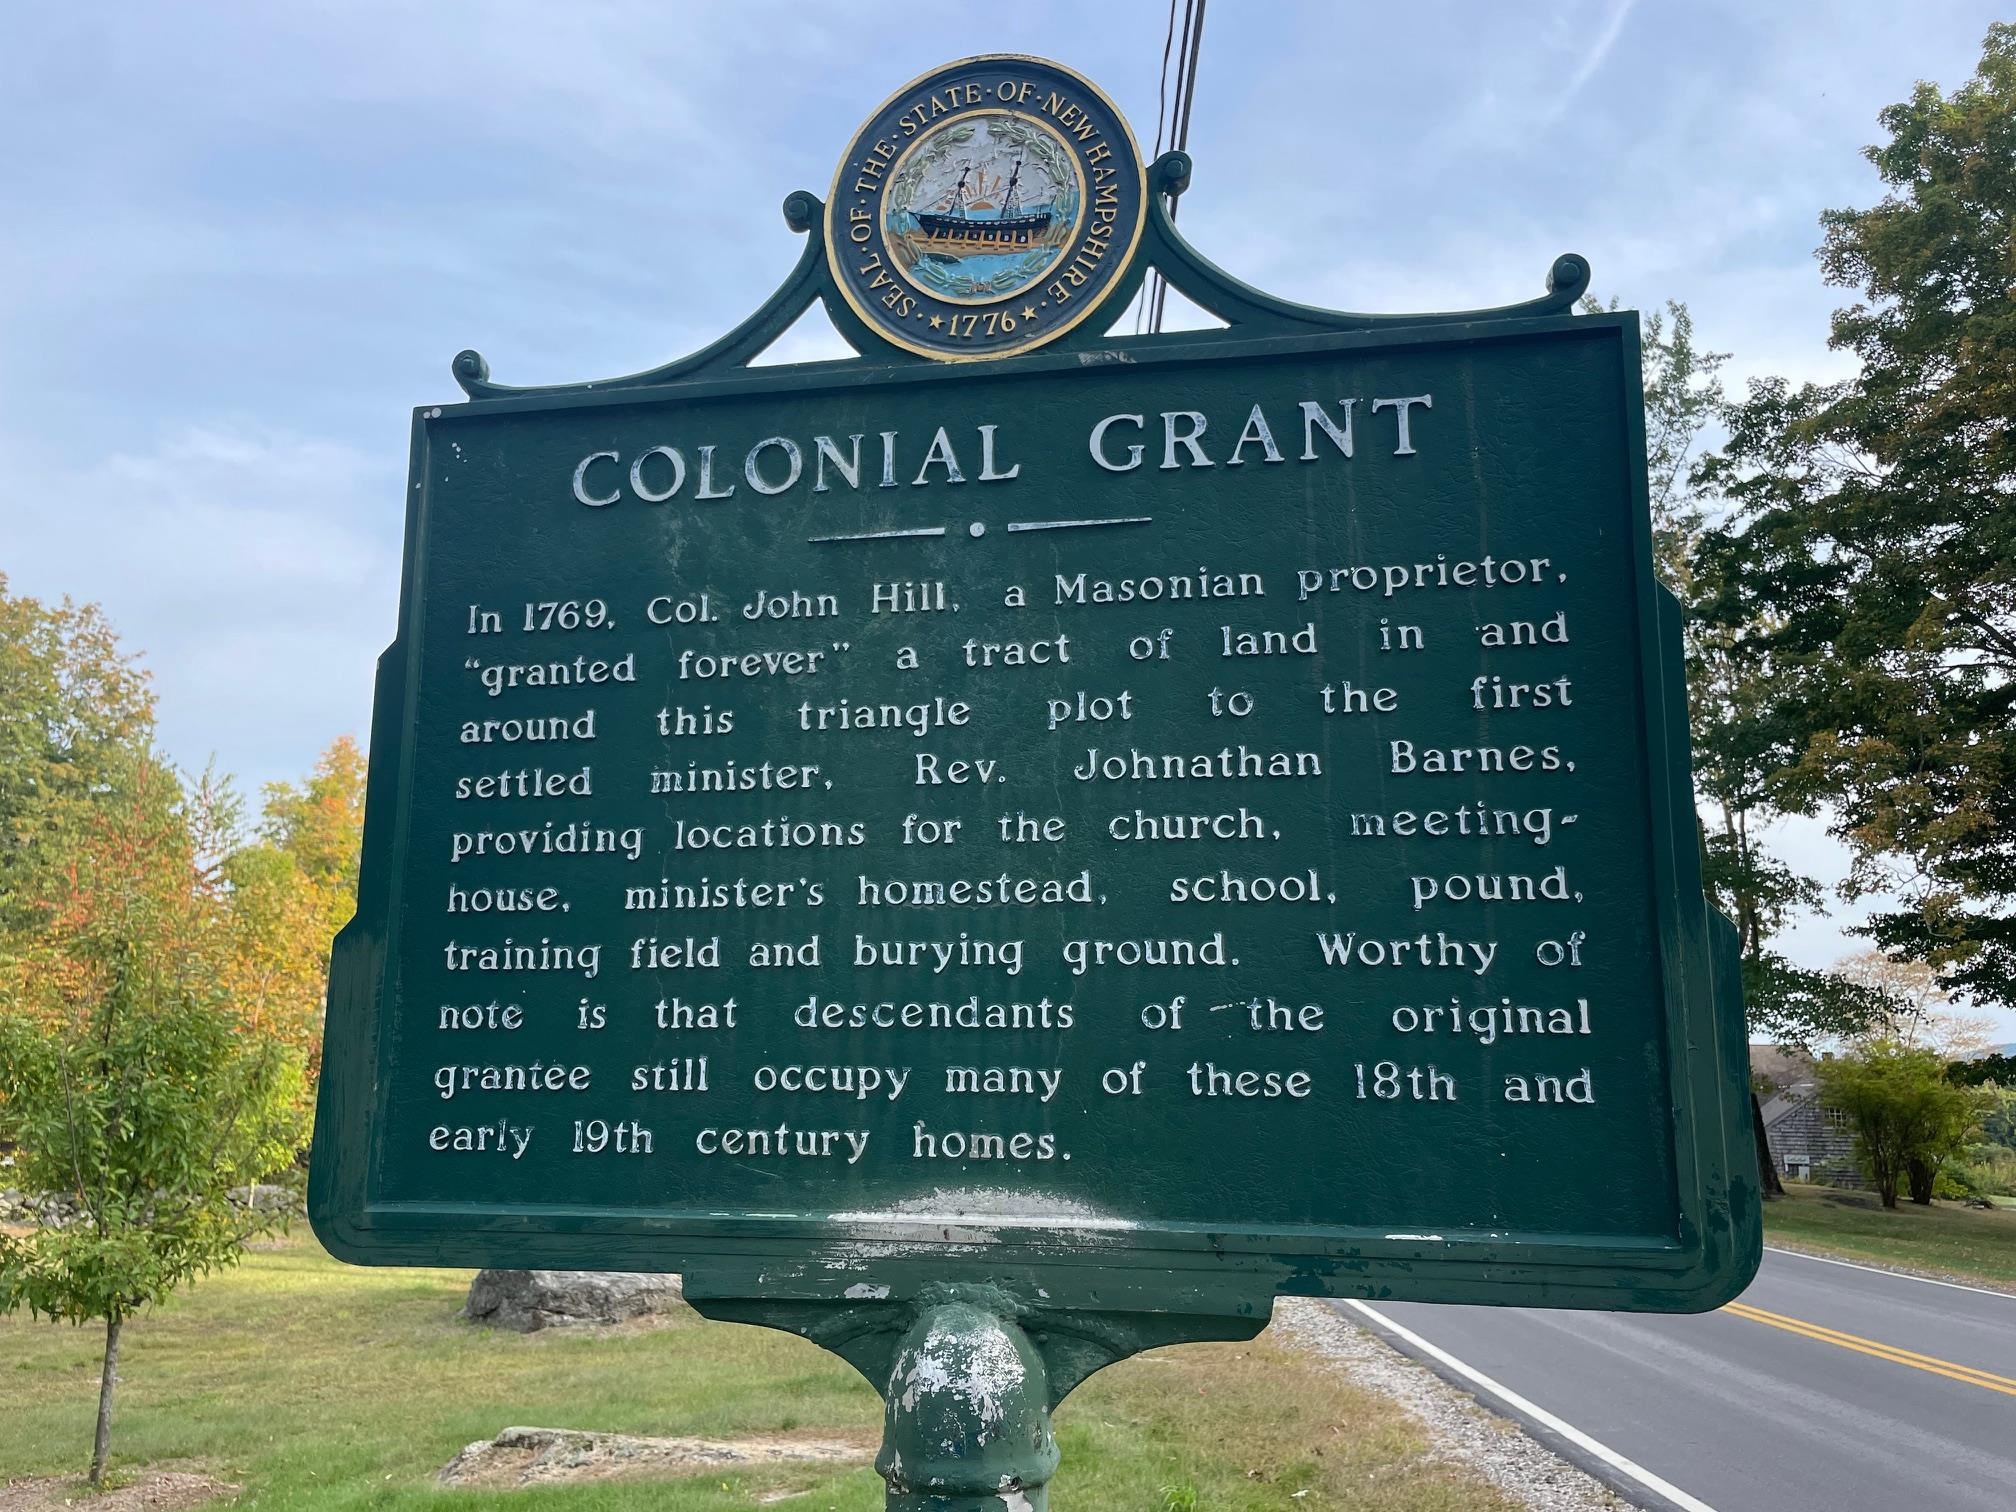 SEAL·OF·THE·STATE·OF·NEW HAMPSHIRE·
★1776★
COLONIAL GRANT
In 1769, Col. John Hill, a Masonian proprietor,
“granted forever” a tract of land in and
around this triangle plot to the first
settled minister, Rev. Johnathan Barnes,
providing locations for the church, meeting-
house, minister's homestead, school, pound,
training field and burying ground. Worthy of
note is that descendants of the original
grantee still occupy many of these 18th and
early 19th century homes.